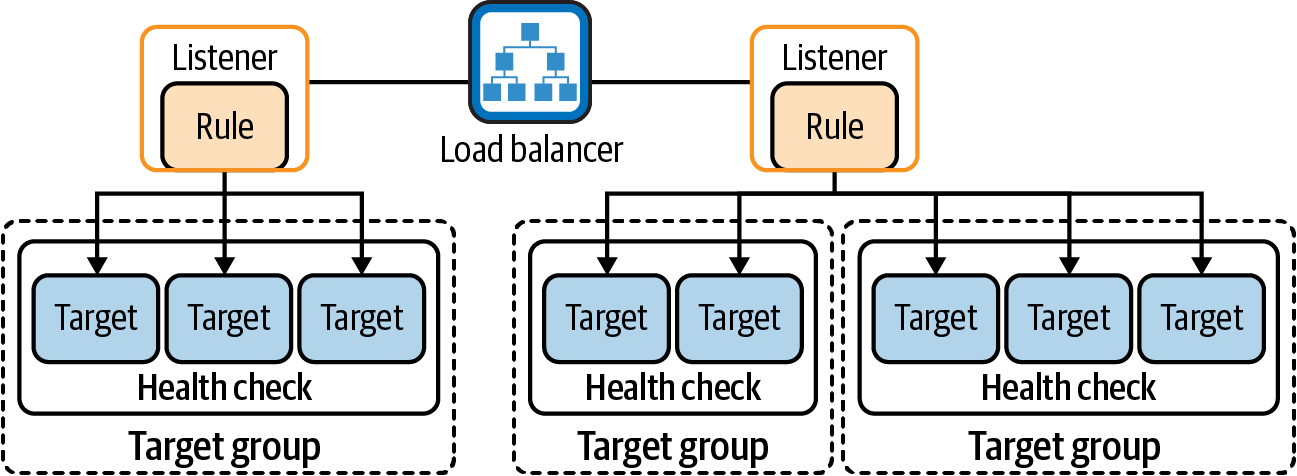 Listener
Rule
Load balancer
Listener
Rule
Target
Target
Target
Health check
Target group
Target
Target
Health check
Target group
Target
Target
Target
Health check
Target group